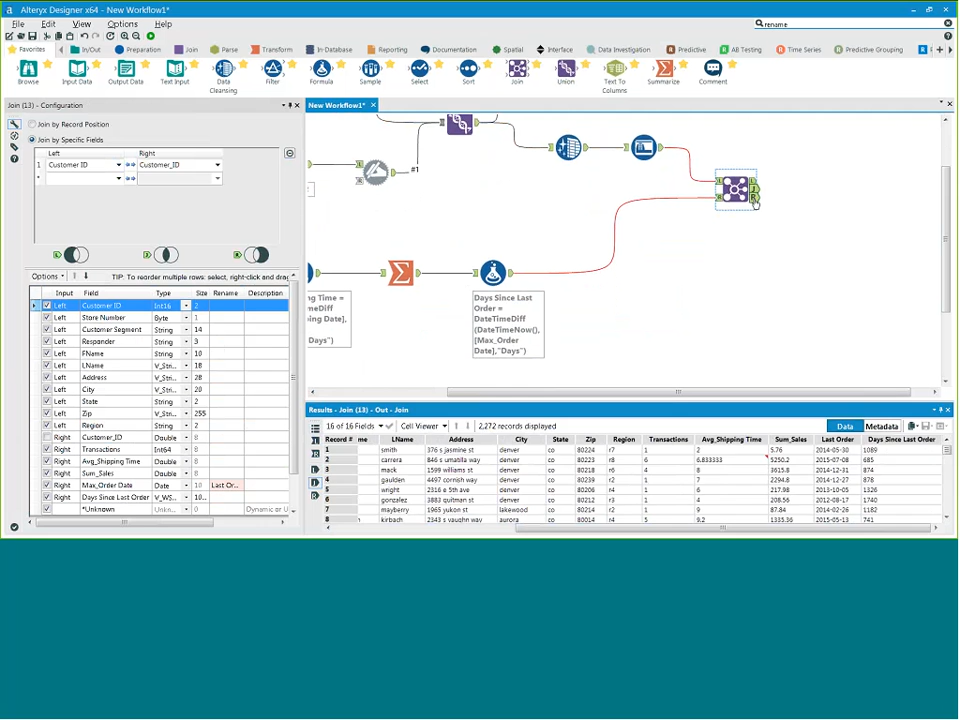 a Alteryx Designer x64 - New Workflow1*
File Edit View Options Help
rename
Favorites In/Out Preparation Join Parse Transform In-Database Reporting Documentation Spatial Interface Data Investigation Predictive AB Testing Time Series Predictive Grouping
Browse Input Data Output Data Text Input Data Cleansing Filter Formula Sample Select Sort Join Union Text To Columns Summarize Comment
Join (13) - Configuration
New Workflow1*
Join by Record Position
Join by Specific Fields
Left Right
1 Customer ID Customer_ID
*
L J R
Options TIP: To reorder multiple rows: select, right-click and drag
Input Field Type Size Rename Description
Left Customer ID Int16 2
Left Store Number Byte 1
Left Customer Segment String 14
Left Responder String 3
Left FName String 10
Left LName String 18
Left Address V_Stri... 28
Left City String 20
Left State String 2
Left Zip V_Stri... 255
Left Region String 2
Right Customer_ID Double 8
Right Transactions Int64 8
Right Avg_Shipping Time Double 8
Right Sum_Sales Double 8
Right Max_Order Date Date 10 Last Or...
Right Days Since Last Order V_WS... 10...
*Unknown Unkn... 0 Dynamic or U
#1
L
R
L J R
ng Time =
ing Date],
Days")
Days Since Last
Order =
DateTimeDiff
(DateTimeNow(),
[Max_Order
Date],"Days")
Results - Join (13) - Out - Join
16 of 16 Fields Cell Viewer 2,272 records displayed Data Metadata
Record # me LName Address City State Zip Region Transactions Avg_Shipping Time Sum_Sales Last Order Days Since Last Order
1 smith 376 s jasmine st denver co 80224 r7 1 2 5.76 2014-05-30 1089
2 carrera 846 s umatilla way denver co 80223 r8 6 6.833333 5250.2 2015-07-08 685
3 mack 1599 williams st denver co 80218 r6 4 8 3615.8 2014-12-31 874
4 gaulden 4497 cornish way denver co 80239 r5 1 7 2294.8 2014-12-27 878
5 wright 2316 e 5th ave denver co 80206 r4 1 6 217.98 2013-10-05 1326
6 gonzalez 3883 quitman st denver co 80212 r3 1 4 208.98 2012-08-17 1740
7 mayberry 1965 yukon st lakewood co 80214 r2 1 9 87.84 2014-02-26 1182
8 kirbach 2343 s vaughn way aurora co 80014 r4 5 9.2 1335.36 2015-05-13 741